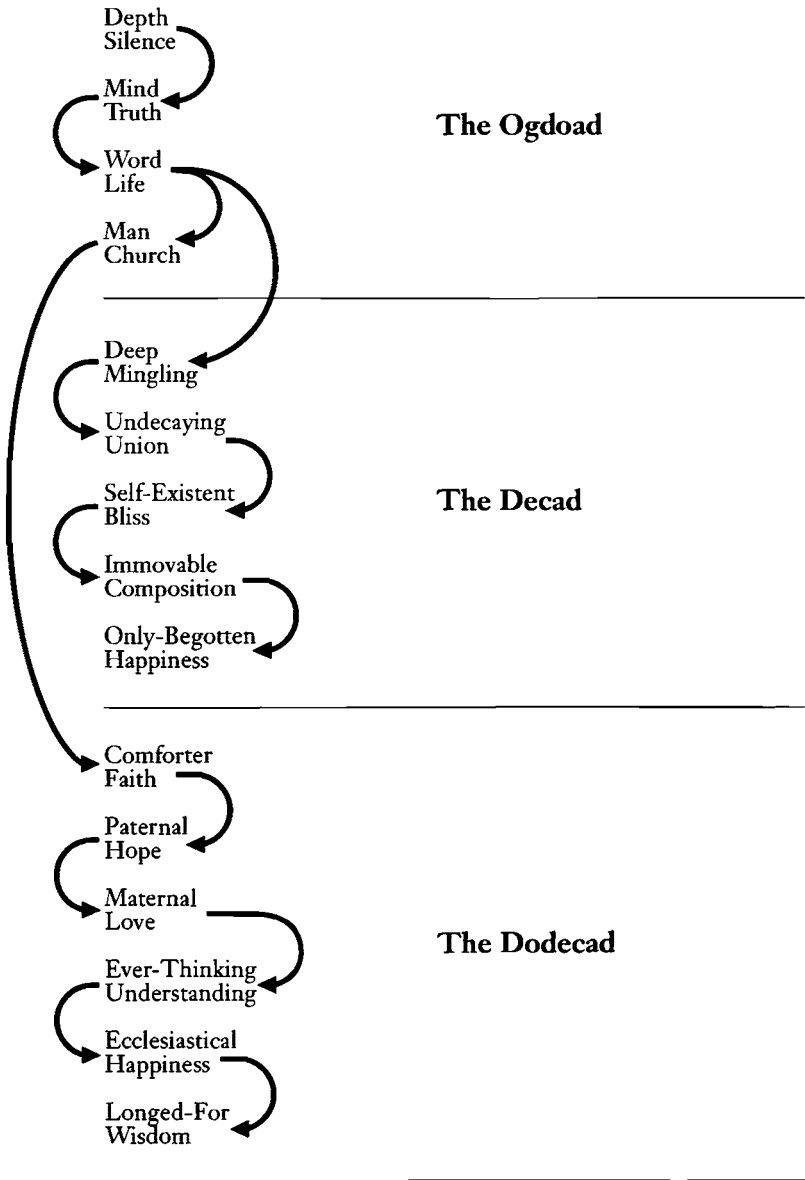 Depth
Silence
Mind
Truth
The Ogdoad
Word
Life
Man
Church
Deep
Mingling
Undecaying
Union
Self-Existent
Bliss
The Decad
Immovable
Composition
Only-Begotten
Happiness
Comforter
Faith
Paternal
Hope
Maternal
Love
The Dodecad
Ever-Thinking
Understanding
Ecclesiastical
Happiness
Longed-For
Wisdom